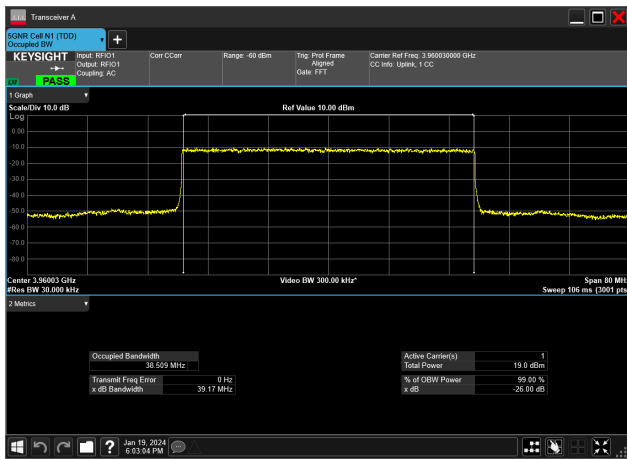 Transceiver A
5GNR Cell N1 (TDD)
Occupied BW
KEYSIGHT
Input: RFIO1
Output: RFIO1
Coupling: AC
Corr CCorr
Range: -60 dBm
Trig: Prot Frame
Aligned
Gate: FFT
Carrier Ref Freq: 3.960030000 GHz
CC Info: Uplink, 1 CC
PASS
1 Graph
Scale/Div 10.0 dB
Ref Value 10.00 dBm
Log
0.00
-10.0
-20.0
-30.0
-40.0
-50.0
-60.0
-70.0
-80.0
Center 3.96003 GHz
Video BW 300.00 kHz*
Span 80 MHz
#Res BW 30.000 kHz
Sweep 106 ms (3001 pts)
2 Metrics
Occupied Bandwidth
38.509 MHz
Transmit Freq Error 0 Hz
x dB Bandwidth 39.17 MHz
Active Carrier(s) 1
Total Power 19.0 dBm
% of OBW Power 99.00 %
x dB -26.00 dB
Jan 19, 2024
6:03:04 PM